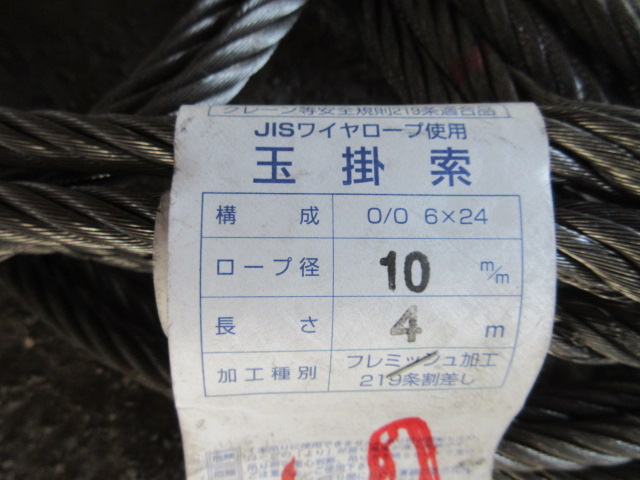 クレーン等安全規則219条適合品
JISワイヤロープ使用
玉掛索
構成 O/O 6×24
ロープ径 10 m/m
長さ 4 m
加工種別 フレミッシュ加工
219条割差し